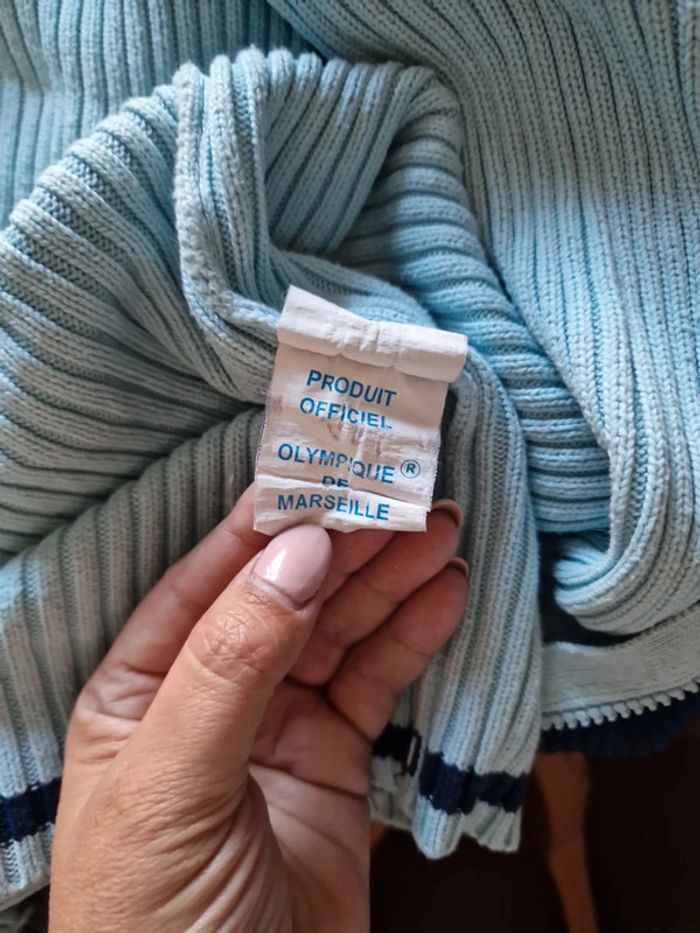 PRODUIT
OFFICIEL
OLYMPIQUE ®
DE
MARSEILLE